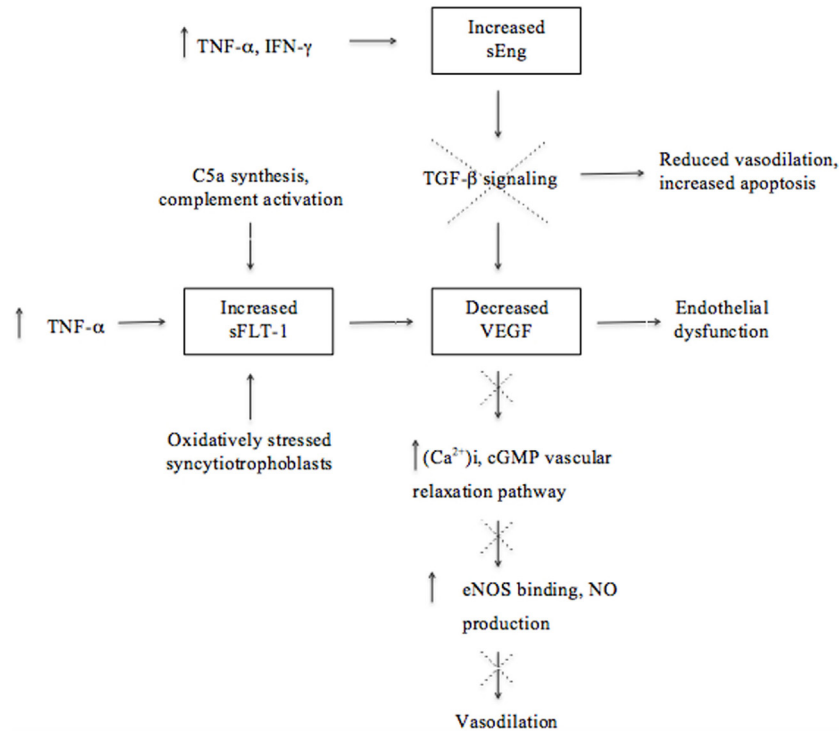 TNF-α, IFN-γ
Increased
sEng
C5a synthesis,
complement activation
TGF-β signaling
Reduced vasodilation,
increased apoptosis
TNF-α
Increased
sFLT-1
Decreased
VEGF
Endothelial
dysfunction
Oxidatively stressed
syncytiotrophoblasts
(Ca²⁺)i, cGMP vascular
relaxation pathway
eNOS binding, NO
production
Vasodilation